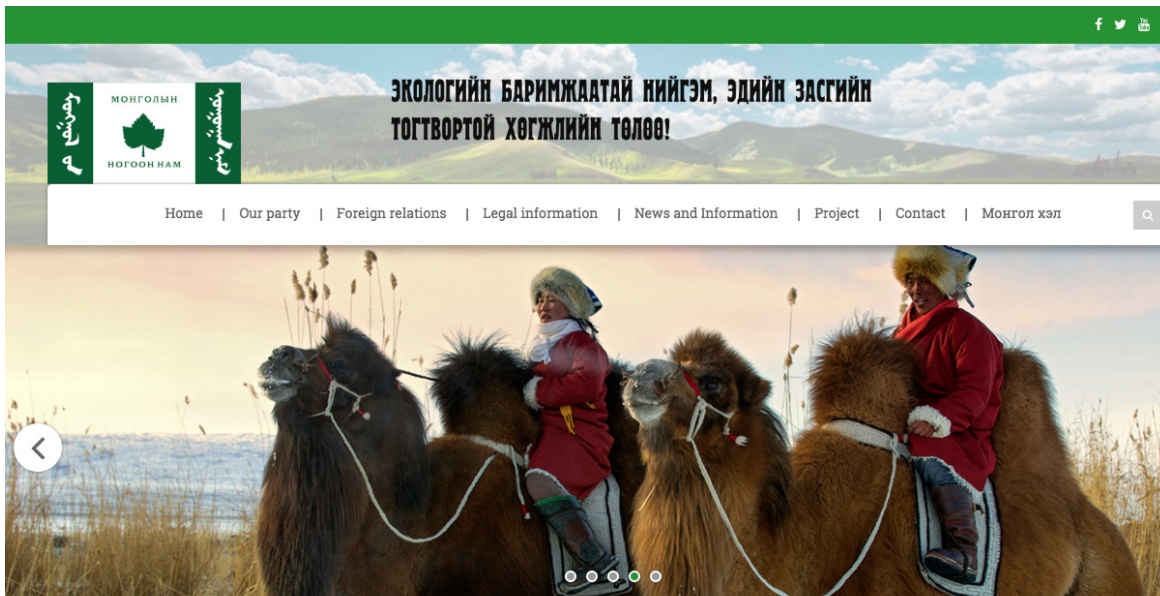 МОНГОЛЫН
НОГООН НАМ
ЭКОЛОГИЙН БАРИМЖААТАЙ НИЙГЭМ, ЭДИЙН ЗАСГИЙН
ТОГТВОРТОЙ ХӨГЖЛИЙН ТӨЛӨӨ!
Home | Our party | Foreign relations | Legal information | News and Information | Project | Contact | Монгол хэл